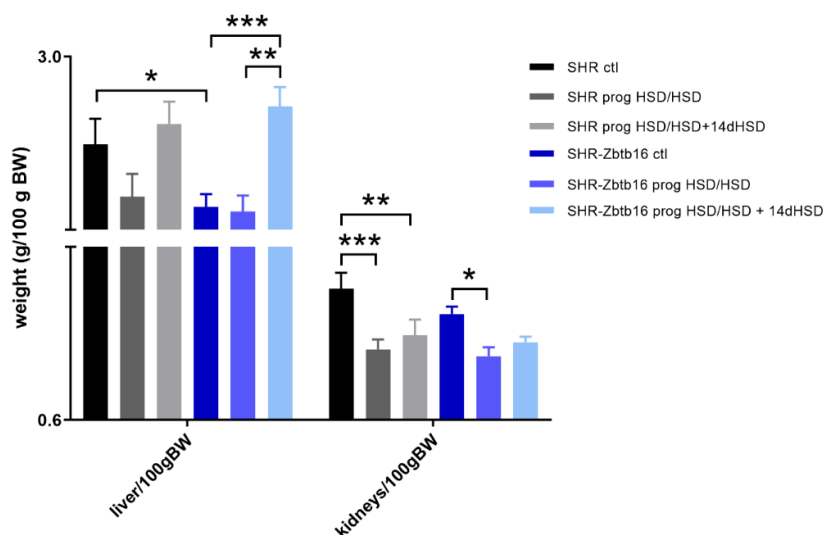 ***
3.0
*
**
SHR ctl
SHR prog HSD/HSD
SHR prog HSD/HSD+14dHSD
SHR-Zbtb16 ctl
SHR-Zbtb16 prog HSD/HSD
SHR-Zbtb16 prog HSD/HSD + 14dHSD
weight (g/100 g BW)
**
***
*
0.6
liver/100gBW
kidneys/100gBW